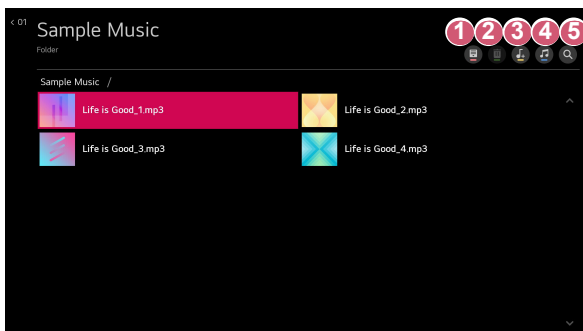 < 01
Sample Music
Folder
1 2 3 4 5
Sample Music /
Life is Good_1.mp3
Life is Good_2.mp3
Life is Good_3.mp3
Life is Good_4.mp3